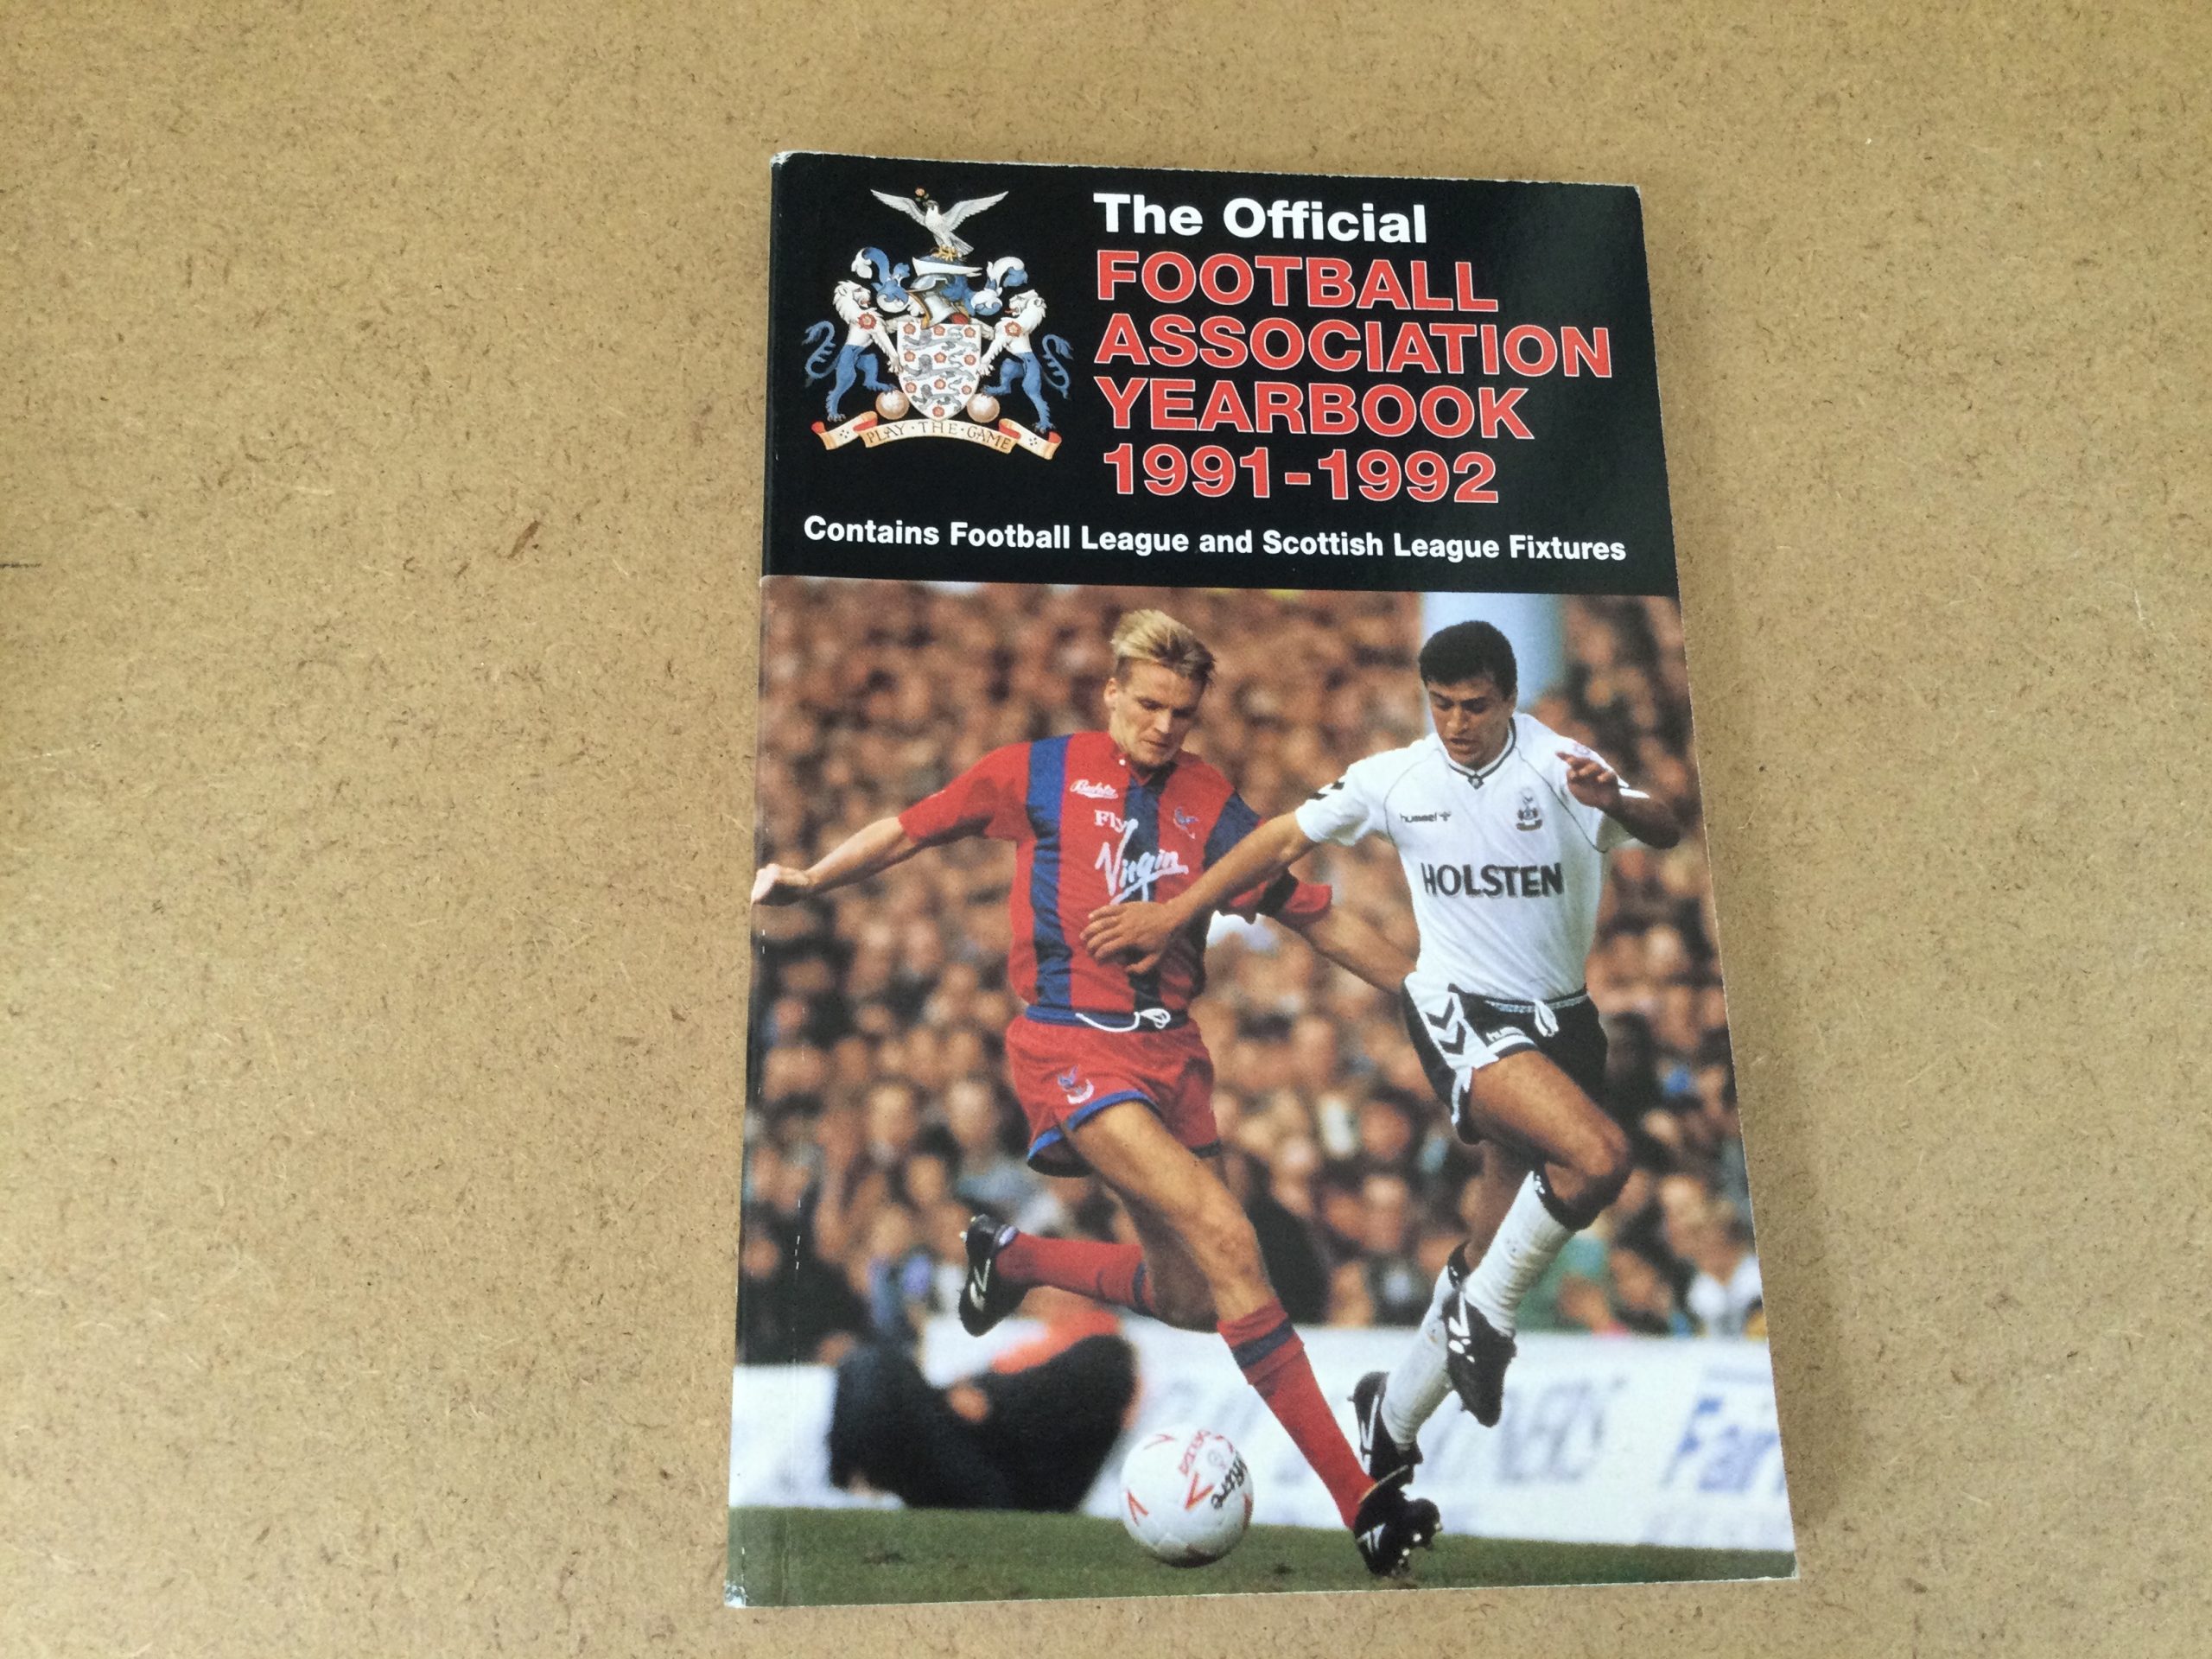 The Official
FOOTBALL
ASSOCIATION
YEARBOOK
1991-1992
PLAY·THE·GAME
Contains Football League and Scottish League Fixtures
Fly
Virgin
hummel
HOLSTEN
Mitre